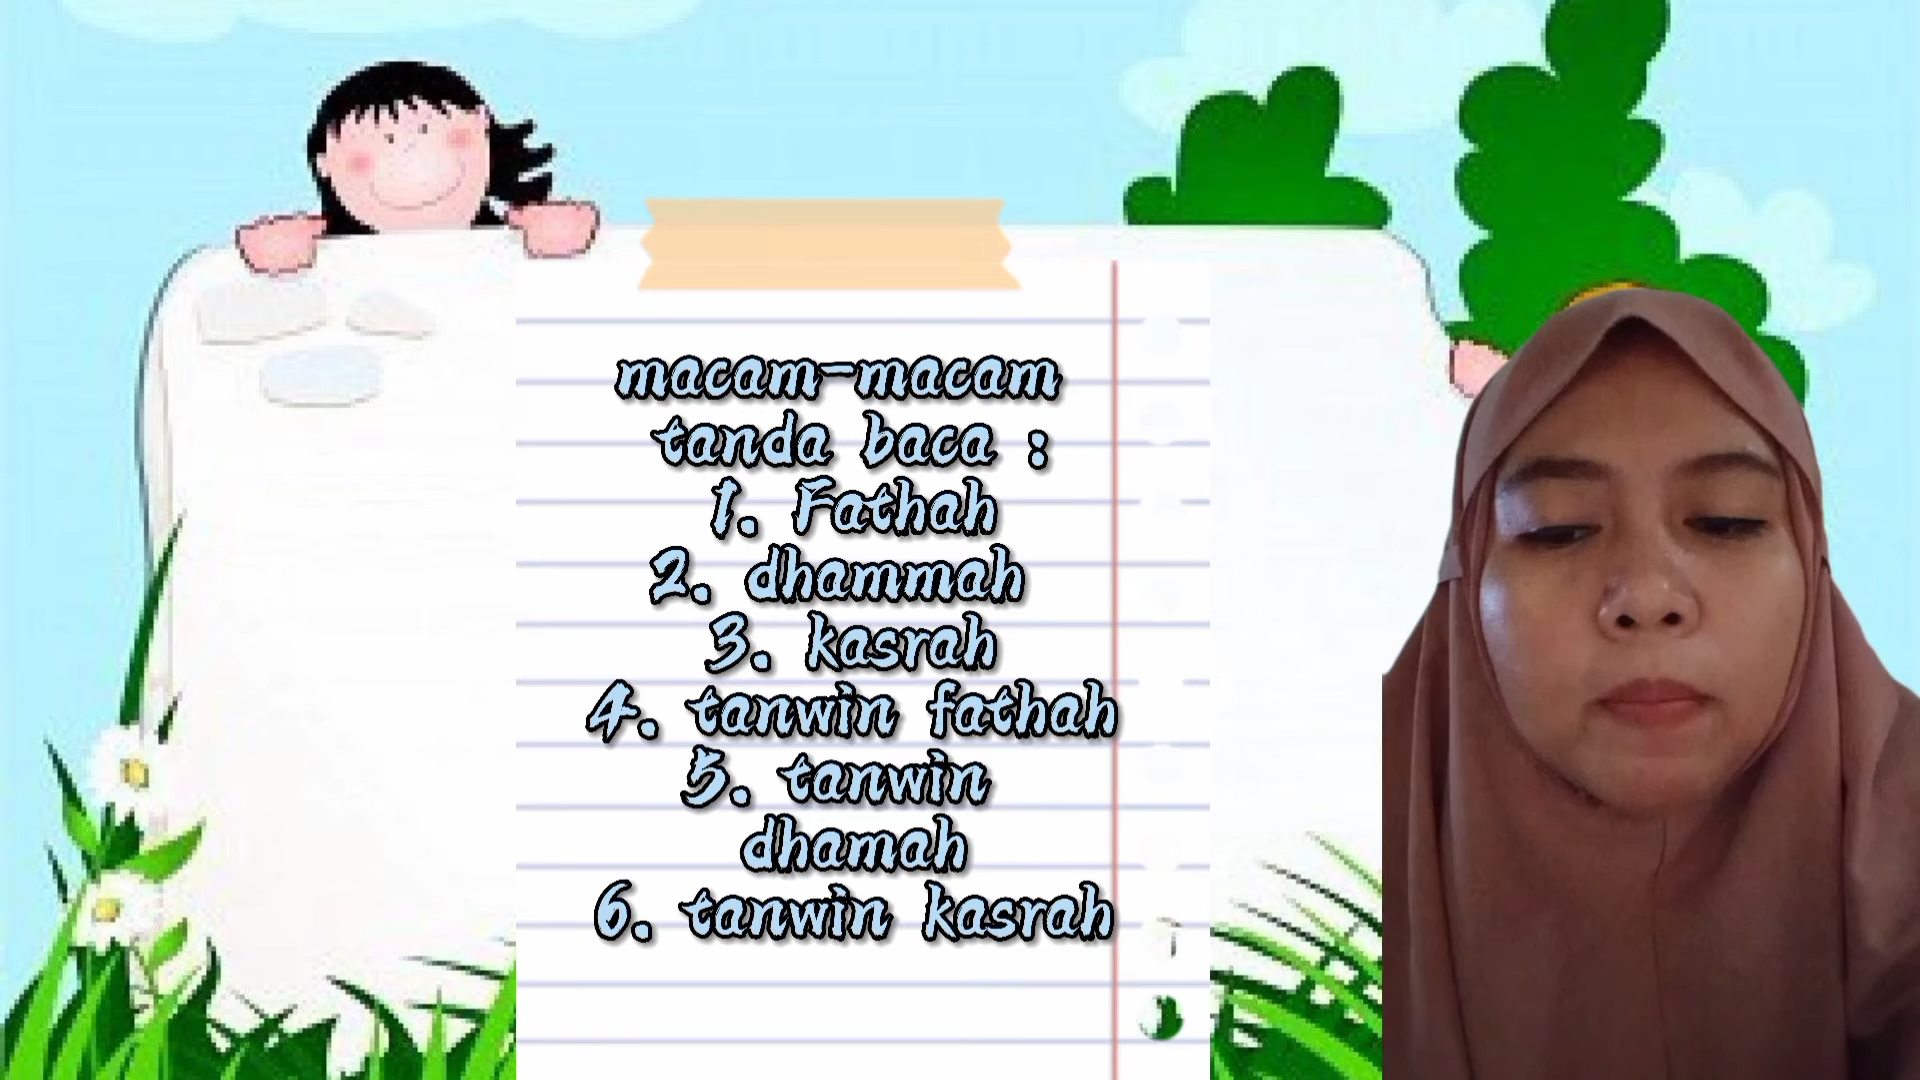 macam-macam
tanda baca :
1. Fathah
2. dhammah
3. kasrah
4. tanwin fathah
5. tanwin
dhamah
6. tanwin kasrah